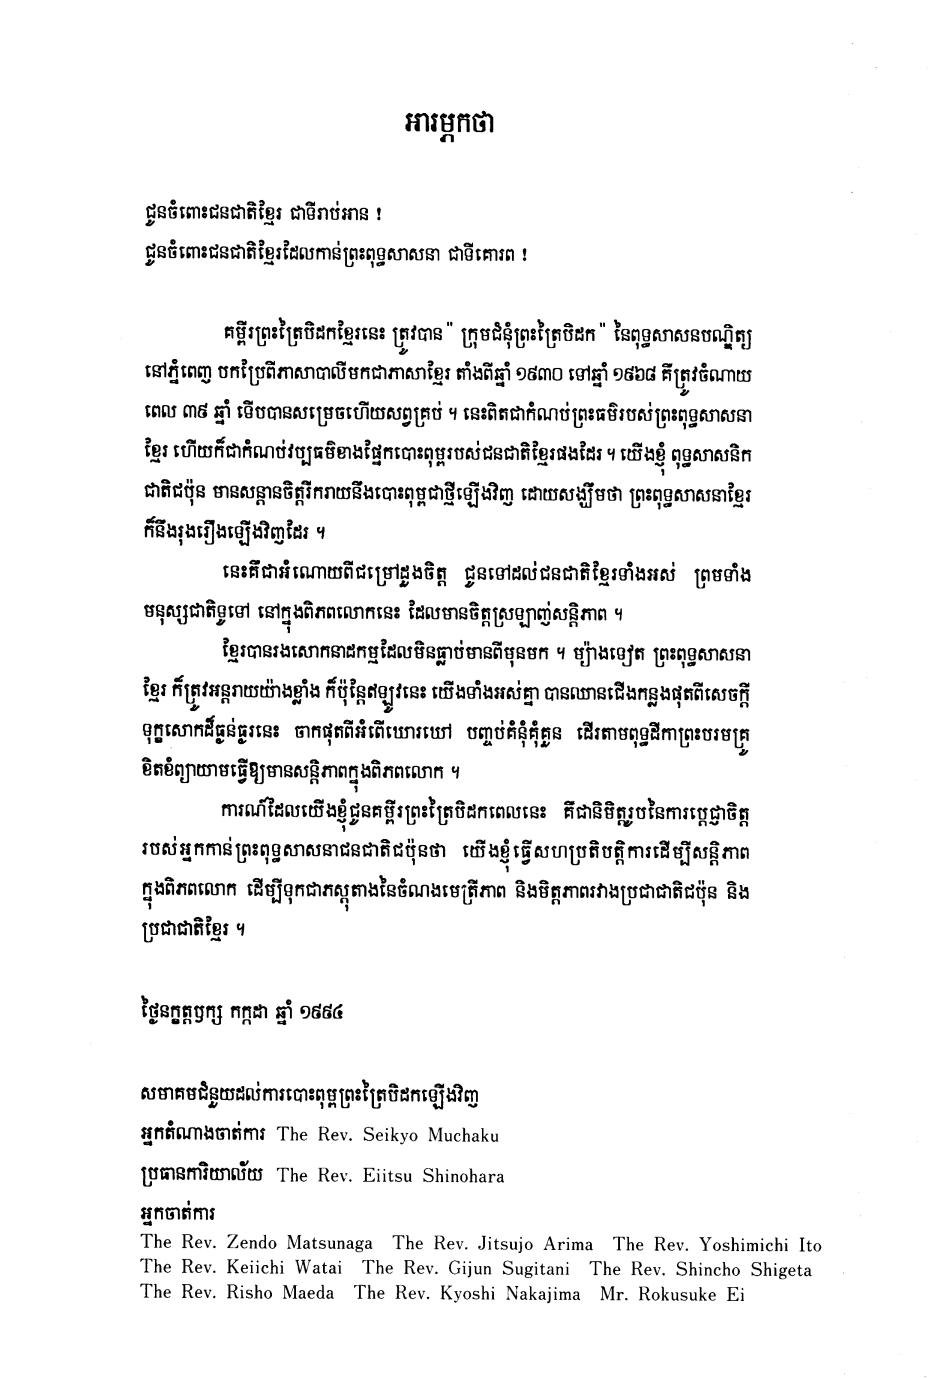 អារម្ភកថា
ជូនចំពោះជនជាតិខ្មែរ ជាទីរាប់អាន !
ជូនចំពោះជនជាតិខ្មែរដែលកាន់ព្រះពុទ្ធសាសនា ជាទីគោរព !
គម្ពីរព្រះត្រៃបិដកខ្មែរនេះ ត្រូវបាន " ក្រុមជំនុំព្រះត្រៃបិដក " នៃពុទ្ធសាសនបណ្ឌិត្យ
នៅភ្នំពេញ បកប្រែពីភាសាបាលីមកជាភាសាខ្មែរ តាំងពីឆ្នាំ ១៩៣០ ទៅឆ្នាំ ១៩៦៨ គឺត្រូវចំណាយ
ពេល ៣៩ ឆ្នាំ ទើបបានសម្រេចហើយសព្វគ្រប់ ។ នេះពិតជាកំណប់ព្រះធម៌របស់ព្រះពុទ្ធសាសនា
ខ្មែរ ហើយក៏ជាកំណប់វប្បធម៌ខាងផ្នែកបោះពុម្ពរបស់ជនជាតិខ្មែរផងដែរ ។ យើងខ្ញុំ ពុទ្ធសាសនិក
ជាតិជប៉ុន មានសន្តានចិត្តរីករាយនឹងបោះពុម្ពជាថ្មីឡើងវិញ ដោយសង្ឃឹមថា ព្រះពុទ្ធសាសនាខ្មែរ
ក៏នឹងរុងរឿងឡើងវិញដែរ ។
នេះគឺជាអំណោយពីជម្រៅដួងចិត្ត ជូនទៅដល់ជនជាតិខ្មែរទាំងអស់ ព្រមទាំង
មនុស្សជាតិទូទៅ នៅក្នុងពិភពលោកនេះ ដែលមានចិត្តស្រឡាញ់សន្តិភាព ។
ខ្មែរបានរងសោកនាដកម្មដែលមិនធ្លាប់មានពីមុនមក ។ ម្យ៉ាងទៀត ព្រះពុទ្ធសាសនា
ខ្មែរ ក៏ត្រូវអន្តរាយយ៉ាងខ្លាំង ក៏ប៉ុន្តែឥឡូវនេះ យើងទាំងអស់គ្នា បានឈានជើងកន្លងផុតពីសេចក្ដី
ទុក្ខសោកដ៏ធ្ងន់ធ្ងរនេះ ចាកផុតពីអំពើឃោរឃៅ បញ្ចប់គំនុំគុំគួន ដើរតាមពុទ្ធដីកាព្រះបរមគ្រូ
ខិតខំព្យាយាមធ្វើឱ្យមានសន្តិភាពក្នុងពិភពលោក ។
ការណ៍ដែលយើងខ្ញុំជូនគម្ពីរព្រះត្រៃបិដកពេលនេះ គឺជានិមិត្តរូបនៃការប្ដេជ្ញាចិត្ត
របស់អ្នកកាន់ព្រះពុទ្ធសាសនាជនជាតិជប៉ុនថា យើងខ្ញុំធ្វើសហប្រតិបត្តិការដើម្បីសន្តិភាព
ក្នុងពិភពលោក ដើម្បីទុកជាភស្តុតាងនៃចំណងមេត្រីភាព និងមិត្តភាពរវាងប្រជាជាតិជប៉ុន និង
ប្រជាជាតិខ្មែរ ។
ថ្ងៃនក្ខត្តឫក្ស កក្កដា ឆ្នាំ ១៩៩៤
សមាគមជំនួយដល់ការបោះពុម្ពព្រះត្រៃបិដកឡើងវិញ
អ្នកតំណាងចាត់ការ The Rev. Seikyo Muchaku
ប្រធានការិយាល័យ The Rev. Eiitsu Shinohara
អ្នកចាត់ការ
The Rev. Zendo Matsunaga The Rev. Jitsujo Arima The Rev. Yoshimichi Ito
The Rev. Keiichi Watai The Rev. Gijun Sugitani The Rev. Shincho Shigeta
The Rev. Risho Maeda The Rev. Kyoshi Nakajima Mr. Rokusuke Ei